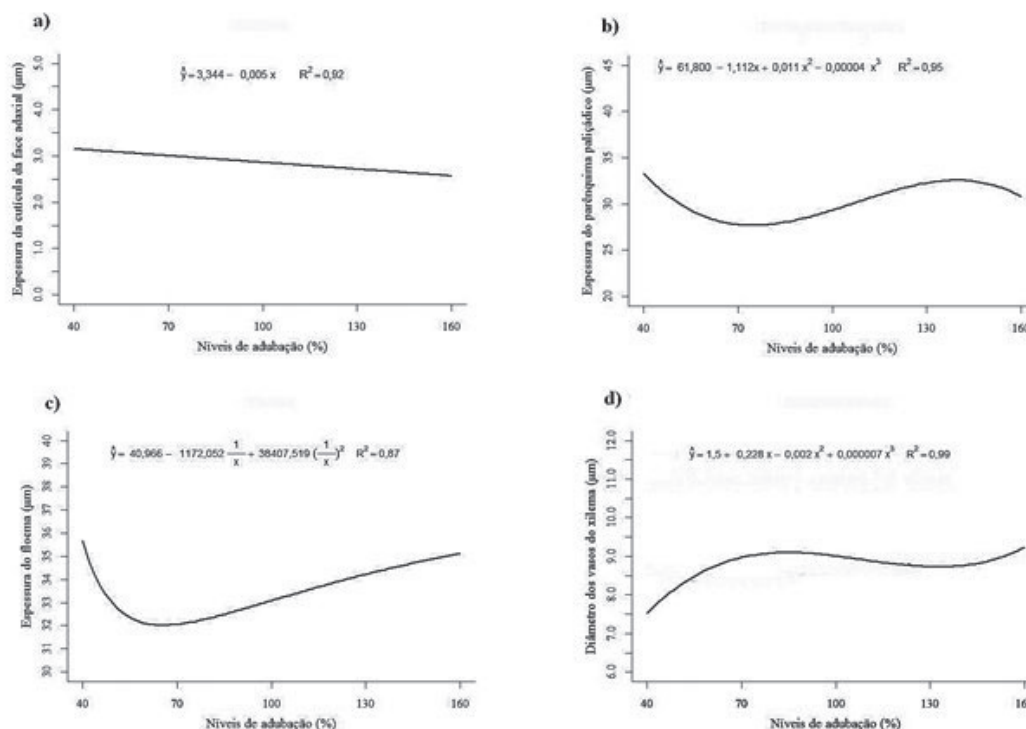 a)
ŷ = 3,344 − 0,005 x R² = 0,92
Espessura da cutícula da face adaxial (µm)
5.0
4.0
3.0
2.0
1.0
0.0
40 70 100 130 160
Níveis de adubação (%)
b)
ŷ = 61,800 − 1,112x + 0,011 x² − 0,00004 x³ R² = 0,95
Espessura do parênquima paliçádico (µm)
45
40
35
30
25
20
40 70 100 130 160
Níveis de adubação (%)
c)
ŷ = 40,966 − 1172,052 1/x + 38407,519 (1/x)² R² = 0,87
Espessura do floema (µm)
40
39
38
37
36
35
34
33
32
31
30
40 70 100 130 160
Níveis de adubação (%)
d)
ŷ = 1,5 + 0,228 x − 0,002 x² + 0,000007 x³ R² = 0,99
Diâmetro dos vasos do xilema (µm)
12.0
11.0
10.0
9.0
8.0
7.0
6.0
40 70 100 130 160
Níveis de adubação (%)